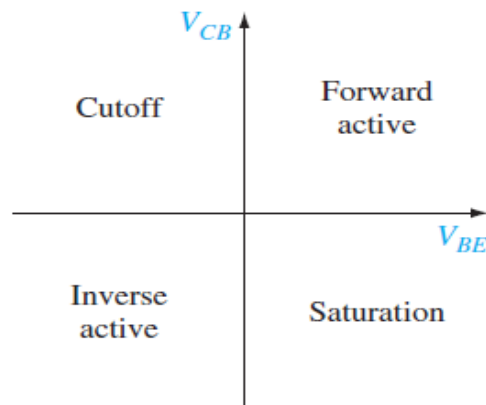 V_CB
Cutoff
Forward
active
V_BE
Inverse
active
Saturation